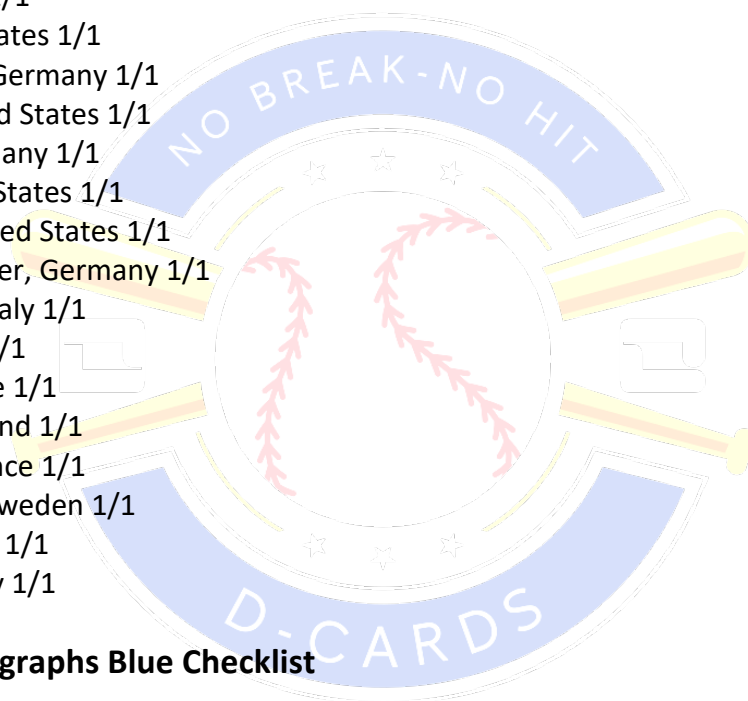 1/1
ates 1/1
Germany 1/1
d States 1/1
any 1/1
States 1/1
ed States 1/1
er, Germany 1/1
aly 1/1
/1
e 1/1
nd 1/1
nce 1/1
weden 1/1
1/1
y 1/1
graphs Blue Checklist
NO BREAK-NO HIT
D-CARDS